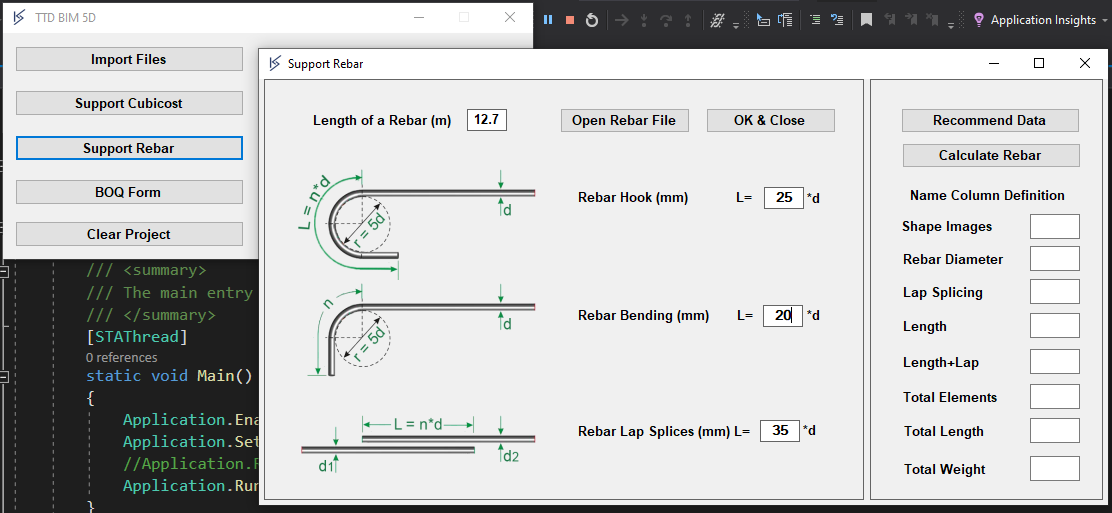 TTD BIM 5D
Application Insights
Import Files
Support Cubicost
Support Rebar
BOQ Form
Clear Project
Support Rebar
Length of a Rebar (m) 12.7
Open Rebar File
OK & Close
L = n*d
r = 5d
d
Rebar Hook (mm) L= 25 *d
n
r = 5d
d
Rebar Bending (mm) L= 20 *d
L = n*d
d1
d2
Rebar Lap Splices (mm) L= 35 *d
Recommend Data
Calculate Rebar
Name Column Definition
Shape Images
Rebar Diameter
Lap Splicing
Length
Length+Lap
Total Elements
Total Length
Total Weight
/// <summary>
/// The main entry
/// </summary>
[STAThread]
0 references
static void Main()
{
Application.Ena
Application.Set
//Application.R
Application.Run
}